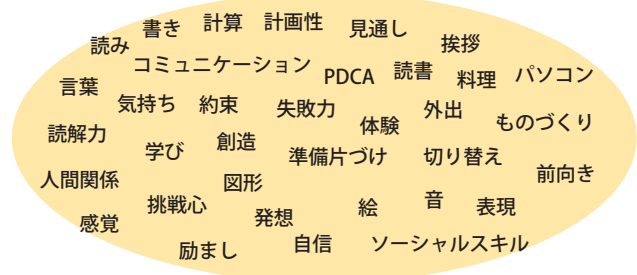 書き 計算 計画性 見通し
読み 挨拶
コミュニケーション PDCA 読書 料理 パソコン
言葉
気持ち 約束 失敗力 体験 外出 ものづくり
読解力 学び 創造 準備片づけ 切り替え
人間関係 図形 前向き
挑戦心 発想 絵 音 表現
感覚
励まし 自信 ソーシャルスキル